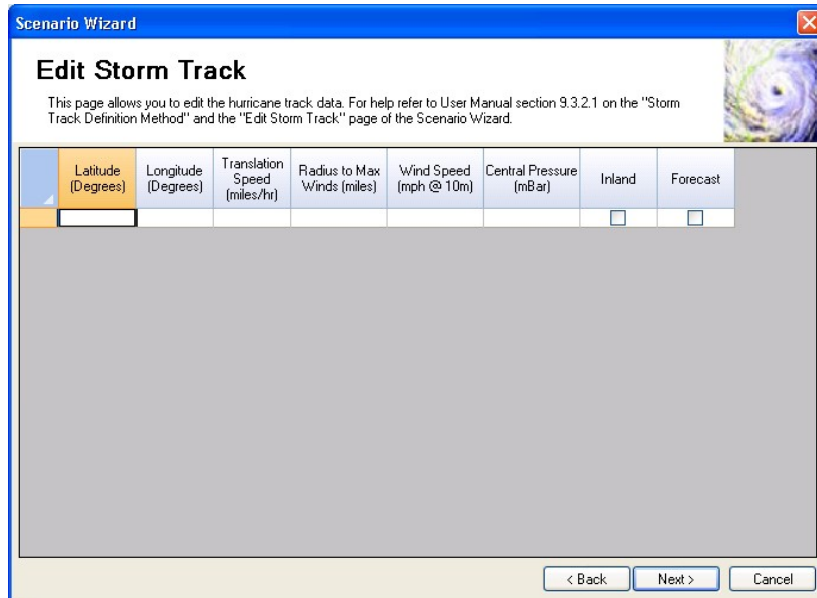 Scenario Wizard
Edit Storm Track
This page allows you to edit the hurricane track data. For help refer to User Manual section 9.3.2.1 on the "Storm
Track Definition Method" and the "Edit Storm Track" page of the Scenario Wizard.
Latitude
(Degrees)
Longitude
(Degrees)
Translation
Speed
(miles/hr)
Radius to Max
Winds (miles)
Wind Speed
(mph @ 10m)
Central Pressure
(mBar)
Inland
Forecast
< Back
Next >
Cancel